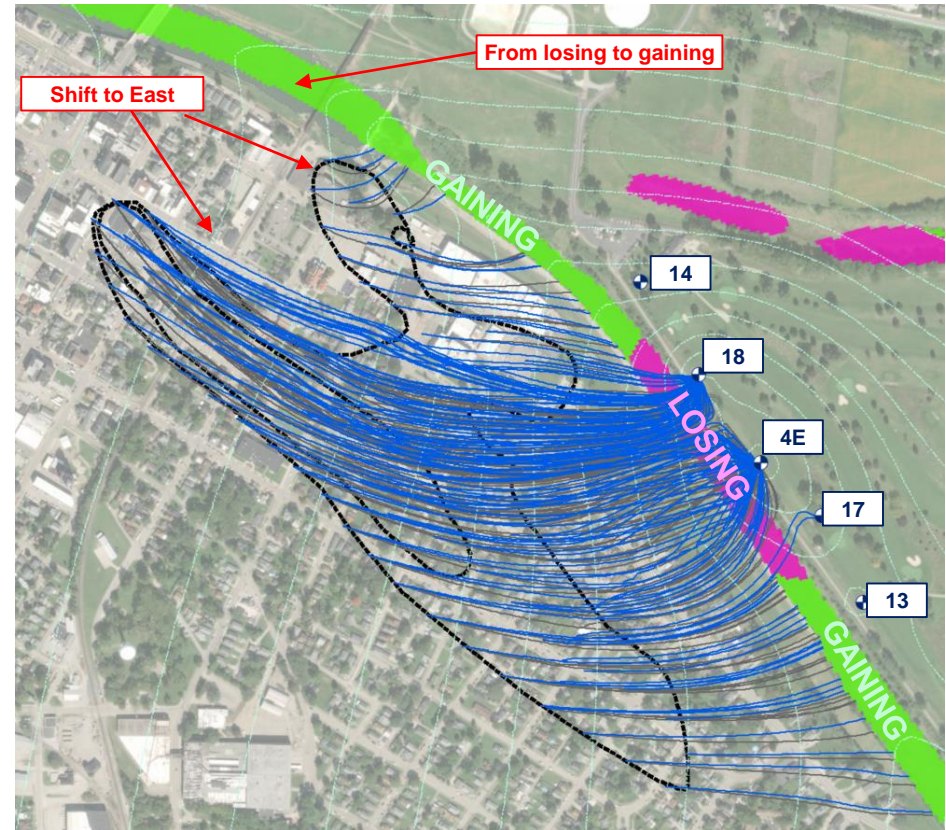 From losing to gaining
Shift to East
GAINING
14
18
LOSING
4E
17
13
GAINING